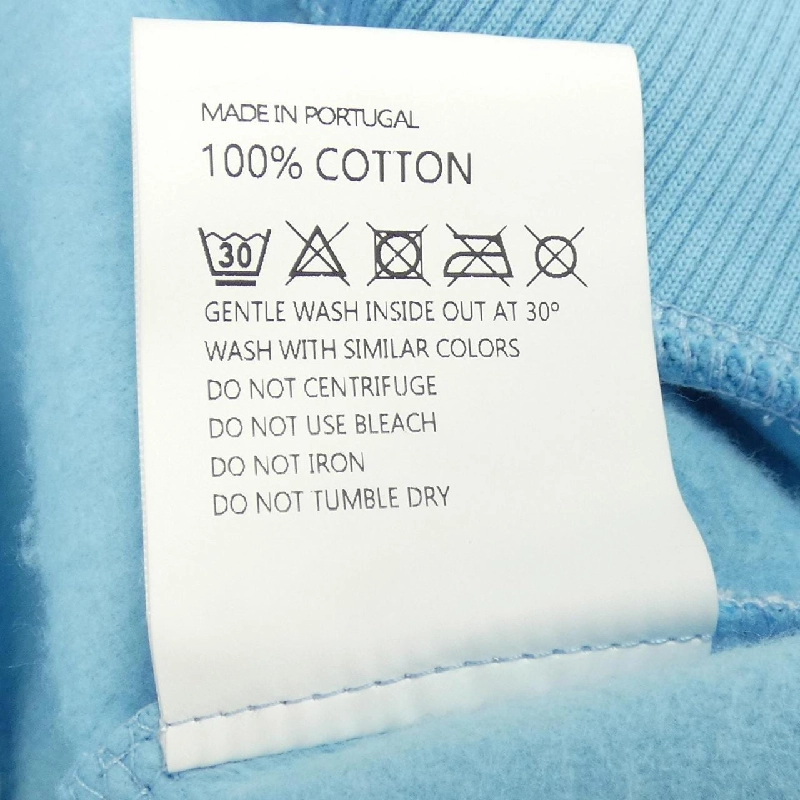 MADE IN PORTUGAL
100% COTTON
30
GENTLE WASH INSIDE OUT AT 30°
WASH WITH SIMILAR COLORS
DO NOT CENTRIFUGE
DO NOT USE BLEACH
DO NOT IRON
DO NOT TUMBLE DRY